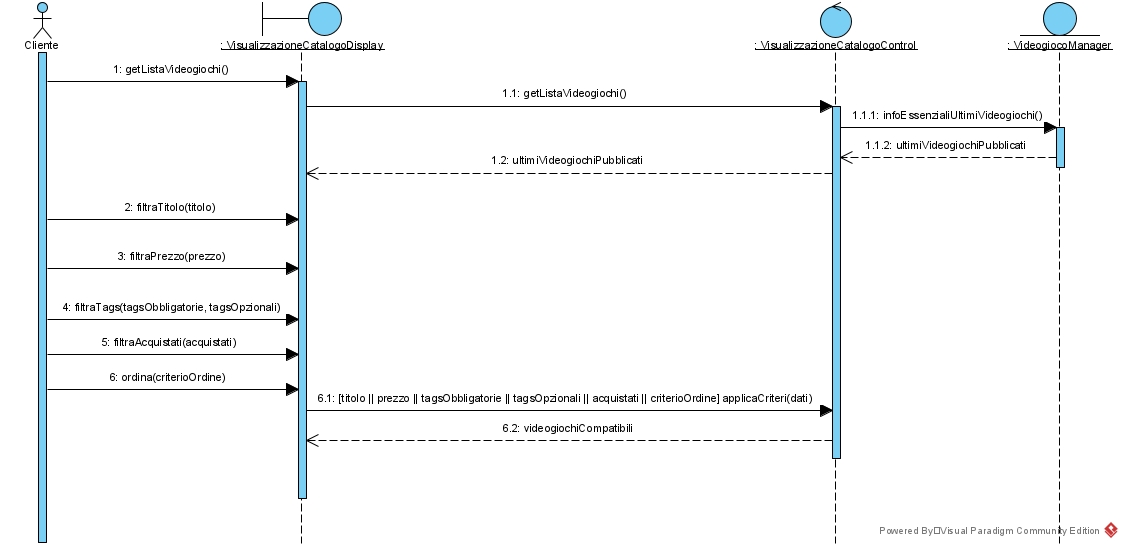 Cliente
: VisualizzazioneCatalogoDisplay
: VisualizzazioneCatalogoControl
: VideogiocoManager
1: getListaVideogiochi()
1.1: getListaVideogiochi()
1.1.1: infoEssenzialiUltimiVideogiochi()
1.1.2: ultimiVideogiochiPubblicati
1.2: ultimiVideogiochiPubblicati
2: filtraTitolo(titolo)
3: filtraPrezzo(prezzo)
4: filtraTags(tagsObbligatorie, tagsOpzionali)
5: filtraAcquistati(acquistati)
6: ordina(criterioOrdine)
6.1: [titolo || prezzo || tagsObbligatorie || tagsOpzionali || acquistati || criterioOrdine] applicaCriteri(dati)
6.2: videogiochiCompatibili
Powered By▯Visual Paradigm Community Edition